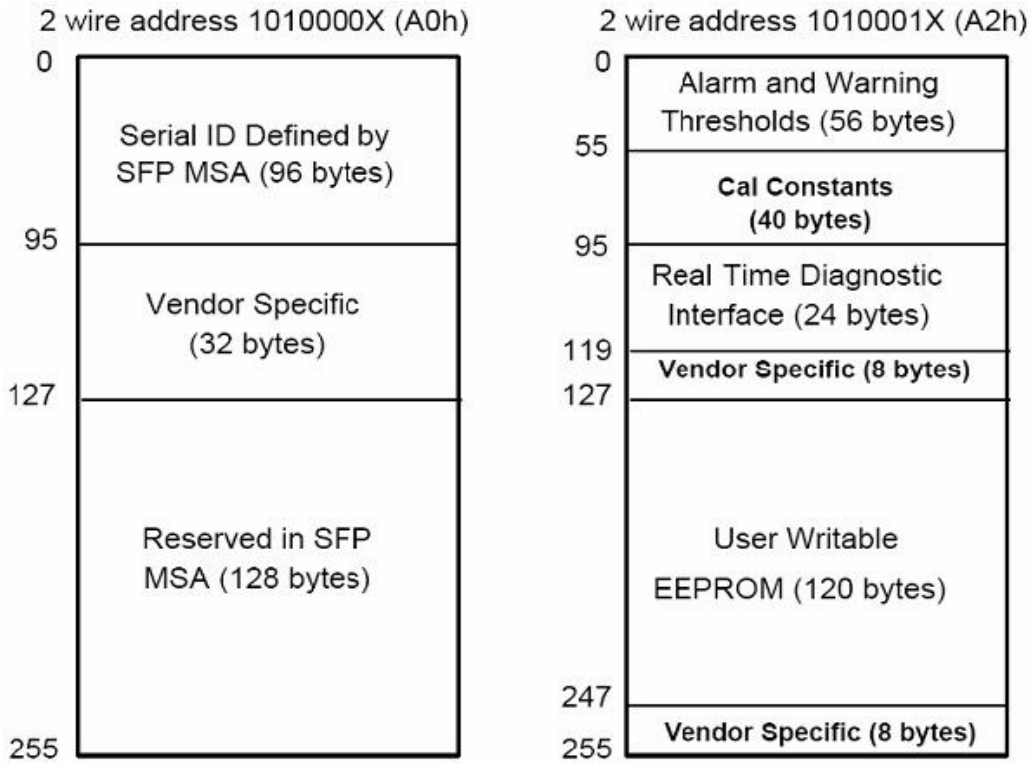 2 wire address 1010000X (A0h)
0
Serial ID Defined by
SFP MSA (96 bytes)
95
Vendor Specific
(32 bytes)
127
Reserved in SFP
MSA (128 bytes)
255
2 wire address 1010001X (A2h)
0
Alarm and Warning
Thresholds (56 bytes)
55
Cal Constants
(40 bytes)
95
Real Time Diagnostic
Interface (24 bytes)
119
Vendor Specific (8 bytes)
127
User Writable
EEPROM (120 bytes)
247
Vendor Specific (8 bytes)
255